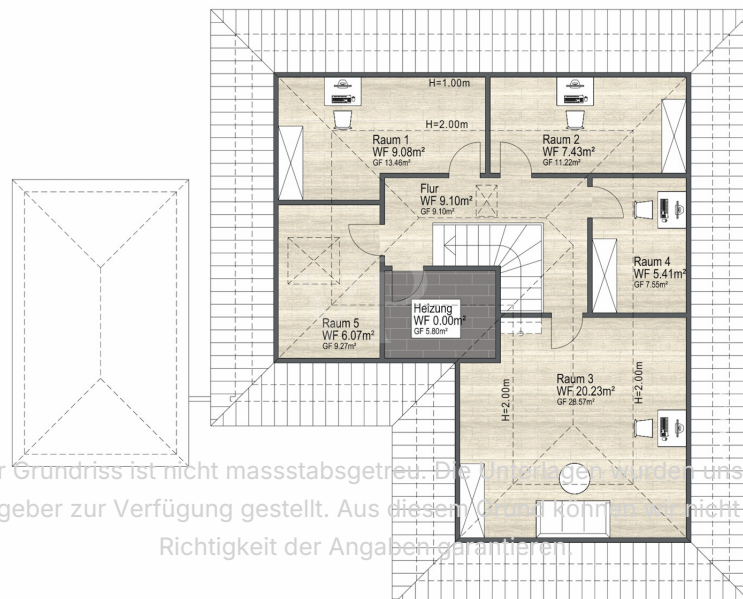 H=1.00m
H=2.00m
Raum 1
WF 9.08m²
GF 13.46m²
Raum 2
WF 7.43m²
GF 11.22m²
Flur
WF 9.10m²
GF 9.10m²
Raum 4
WF 5.41m²
GF 7.55m²
Raum 5
WF 6.07m²
GF 9.27m²
Heizung
WF 0.00m²
GF 5.80m²
Raum 3
WF 20.23m²
GF 28.57m²
H=2.00m
H=2.00m
r Grundriss ist nicht massstabsgetreu. Die Unterlagen wurden uns
geber zur Verfügung gestellt. Aus diesem Grund können wir nicht
Richtigkeit der Angaben garantieren.